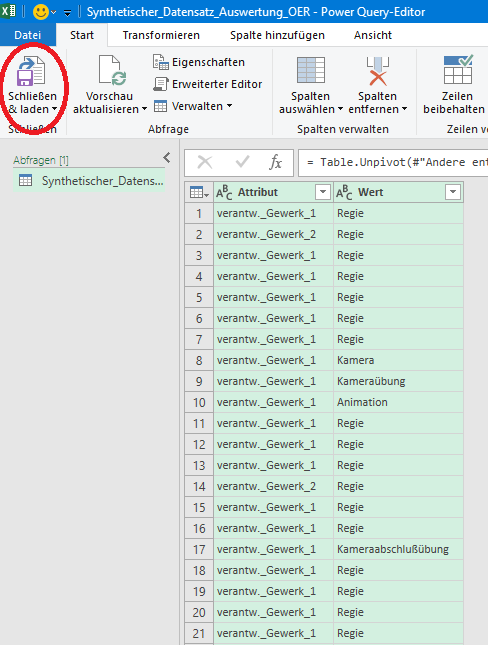 Synthetischer_Datensatz_Auswertung_OER - Power Query-Editor
Datei Start Transformieren Spalte hinzufügen Ansicht
Schließen & laden
Schließen
Vorschau aktualisieren
Eigenschaften
Erweiterter Editor
Verwalten
Abfrage
Spalten auswählen
Spalten entfernen
Spalten verwalten
Zeilen beibehalten
Zeilen v
Abfragen [1]
Synthetischer_Datens...
fx = Table.Unpivot(#"Andere ent
ABC Attribut ABC Wert
1 verantw._Gewerk_1 Regie
2 verantw._Gewerk_2 Regie
3 verantw._Gewerk_1 Regie
4 verantw._Gewerk_1 Regie
5 verantw._Gewerk_1 Regie
6 verantw._Gewerk_1 Regie
7 verantw._Gewerk_1 Regie
8 verantw._Gewerk_1 Kamera
9 verantw._Gewerk_1 Kameraübung
10 verantw._Gewerk_1 Animation
11 verantw._Gewerk_1 Regie
12 verantw._Gewerk_1 Regie
13 verantw._Gewerk_1 Regie
14 verantw._Gewerk_2 Regie
15 verantw._Gewerk_1 Regie
16 verantw._Gewerk_1 Regie
17 verantw._Gewerk_1 Kameraabschlußübung
18 verantw._Gewerk_1 Regie
19 verantw._Gewerk_1 Regie
20 verantw._Gewerk_1 Regie
21 verantw._Gewerk_1 Regie